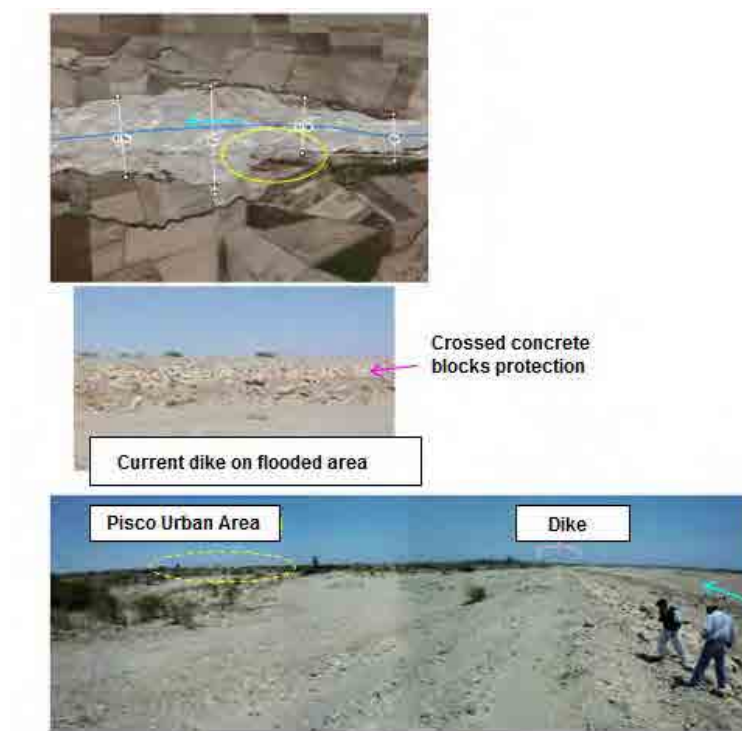 Crossed concrete
blocks protection
Current dike on flooded area
Pisco Urban Area
Dike